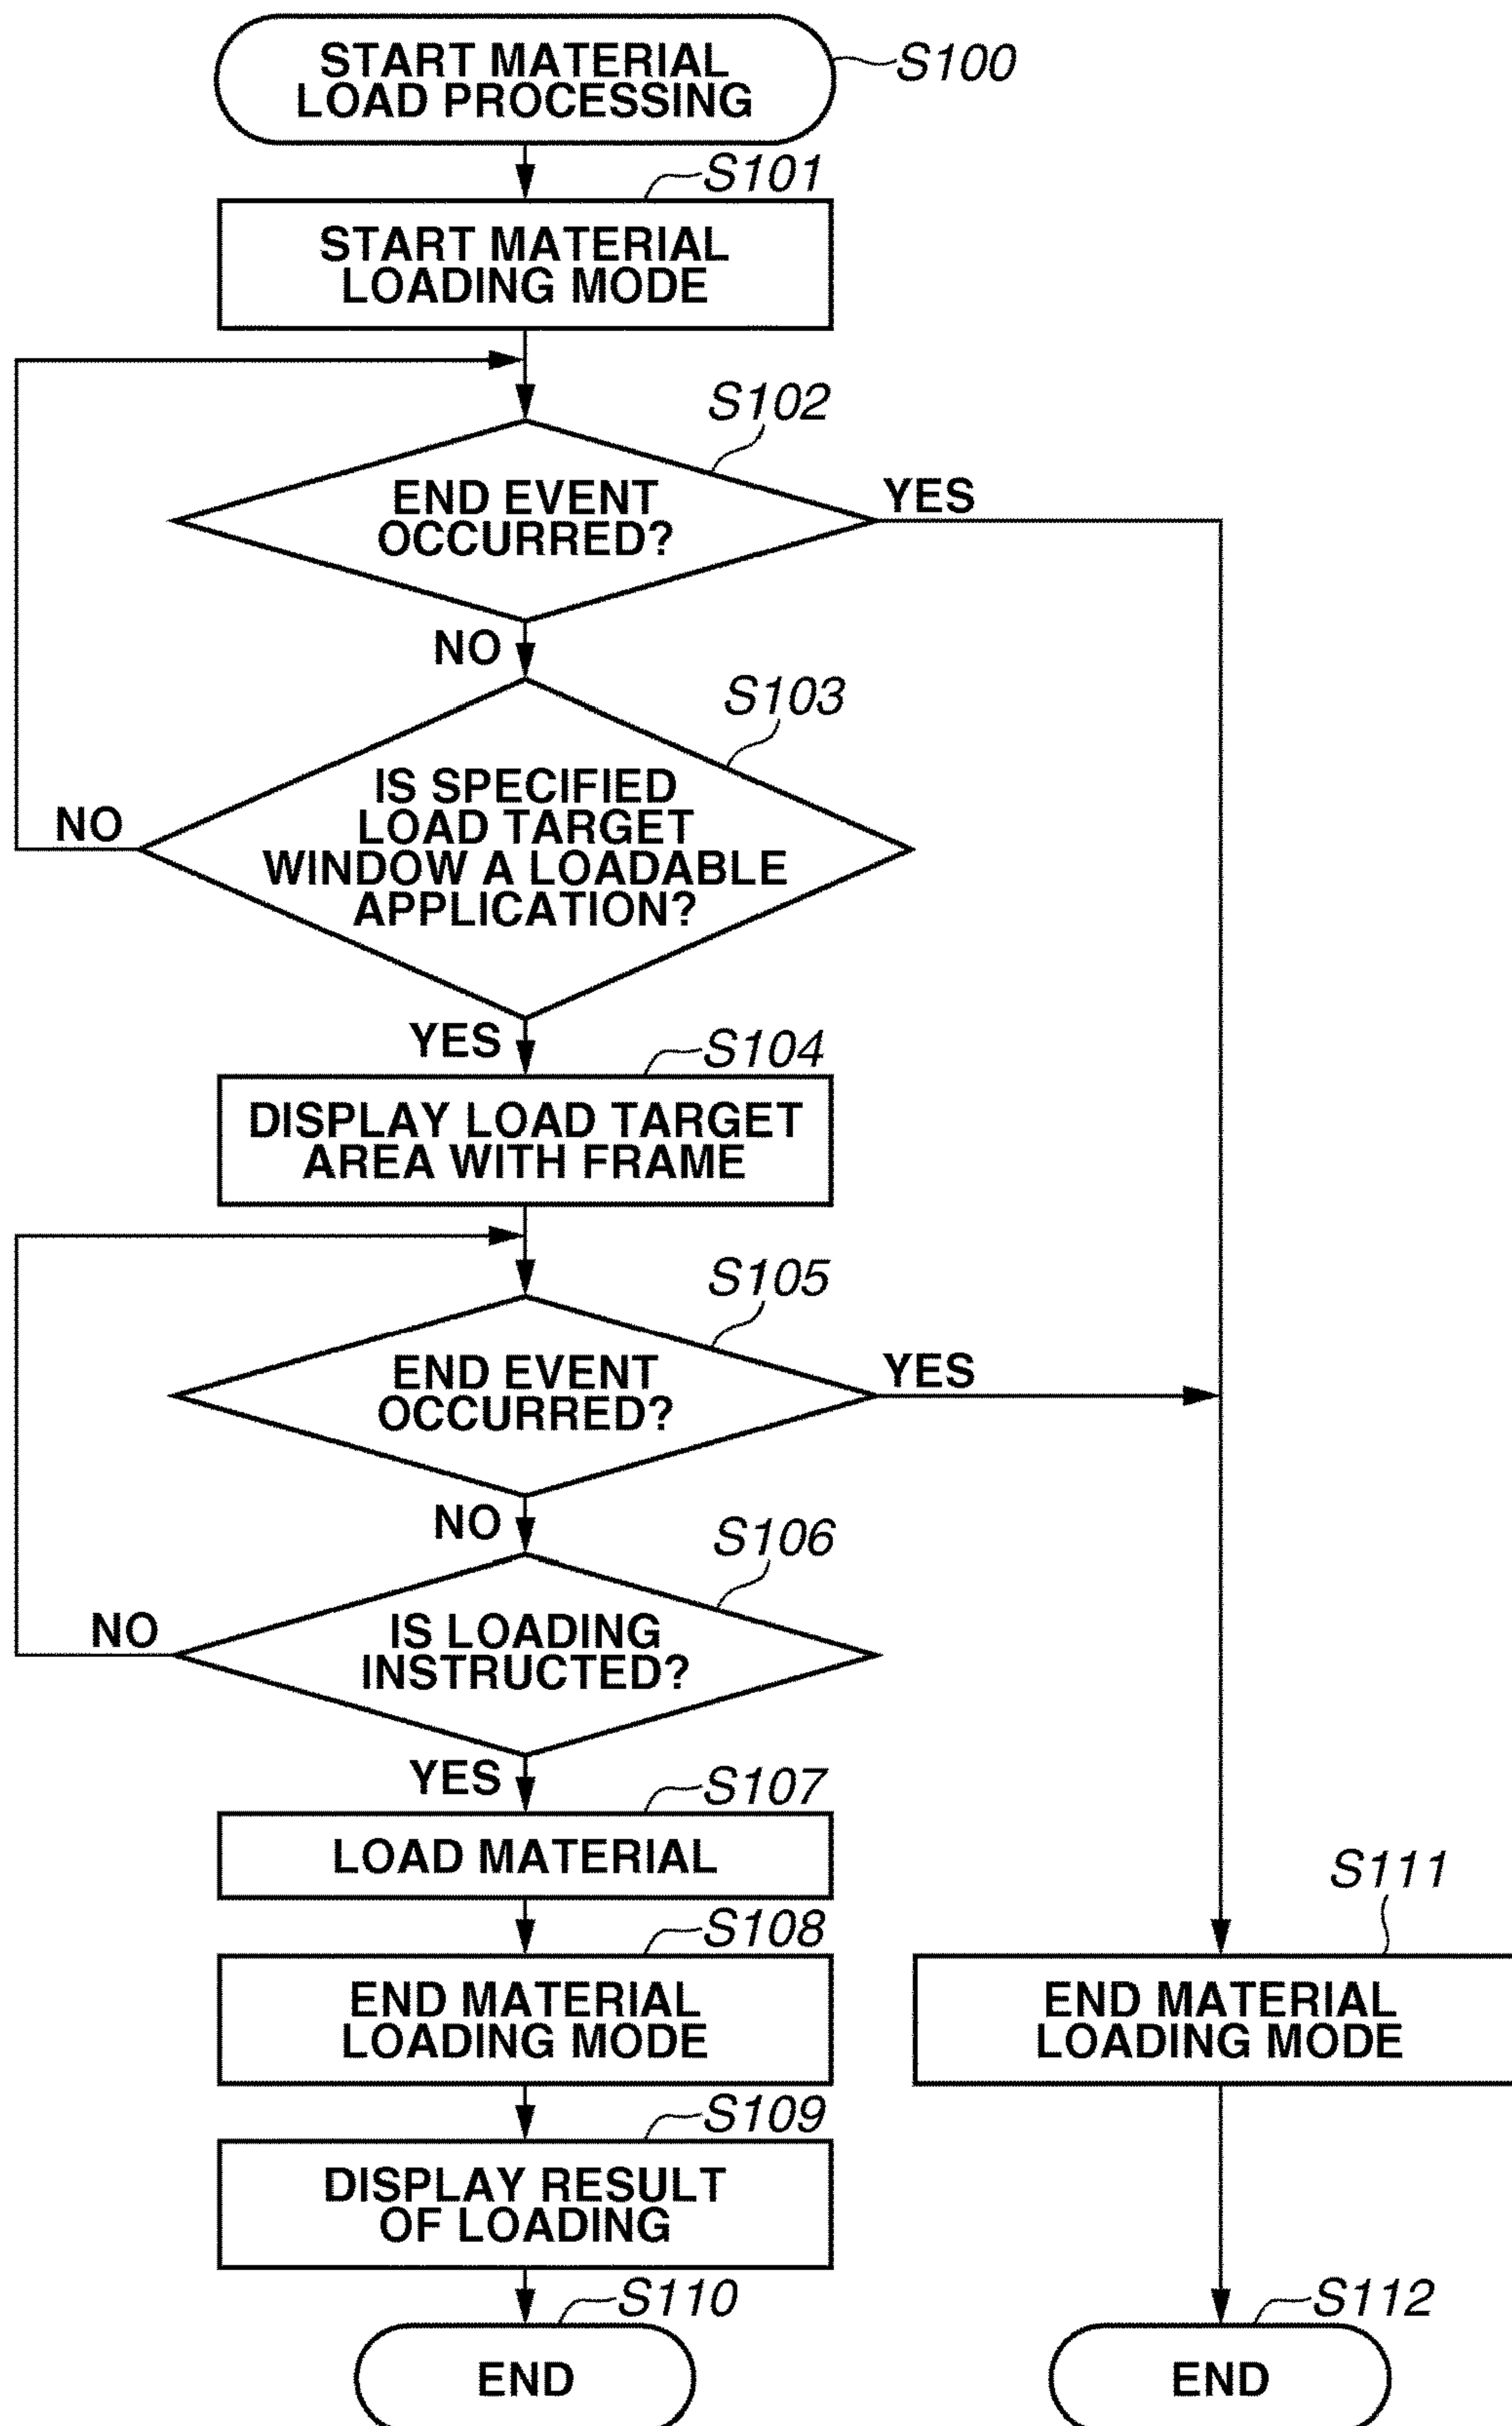 START MATERIAL
LOAD PROCESSING
S100
S101
START MATERIAL
LOADING MODE
S102
END EVENT
OCCURRED?
YES
NO
S103
IS SPECIFIED
LOAD TARGET
WINDOW A LOADABLE
APPLICATION?
NO
YES
S104
DISPLAY LOAD TARGET
AREA WITH FRAME
S105
END EVENT
OCCURRED?
YES
NO
S106
IS LOADING
INSTRUCTED?
NO
YES
S107
LOAD MATERIAL
S108
END MATERIAL
LOADING MODE
S109
DISPLAY RESULT
OF LOADING
S110
END
S111
END MATERIAL
LOADING MODE
S112
END